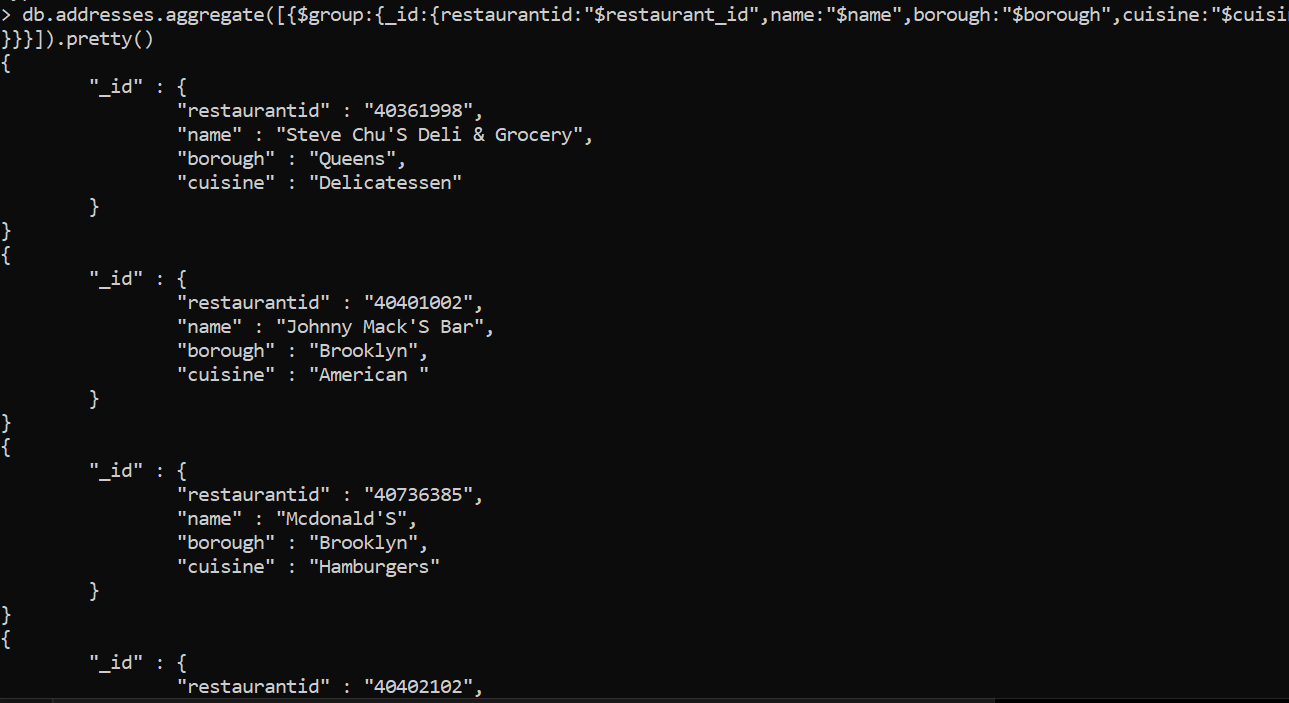 > db.addresses.aggregate([{$group:{_id:{restaurantid:"$restaurant_id",name:"$name",borough:"$borough",cuisine:"$cuisi
}}}]).pretty()
{
"_id" : {
"restaurantid" : "40361998",
"name" : "Steve Chu'S Deli & Grocery",
"borough" : "Queens",
"cuisine" : "Delicatessen"
}
}
{
"_id" : {
"restaurantid" : "40401002",
"name" : "Johnny Mack'S Bar",
"borough" : "Brooklyn",
"cuisine" : "American "
}
}
{
"_id" : {
"restaurantid" : "40736385",
"name" : "Mcdonald'S",
"borough" : "Brooklyn",
"cuisine" : "Hamburgers"
}
}
{
"_id" : {
"restaurantid" : "40402102",